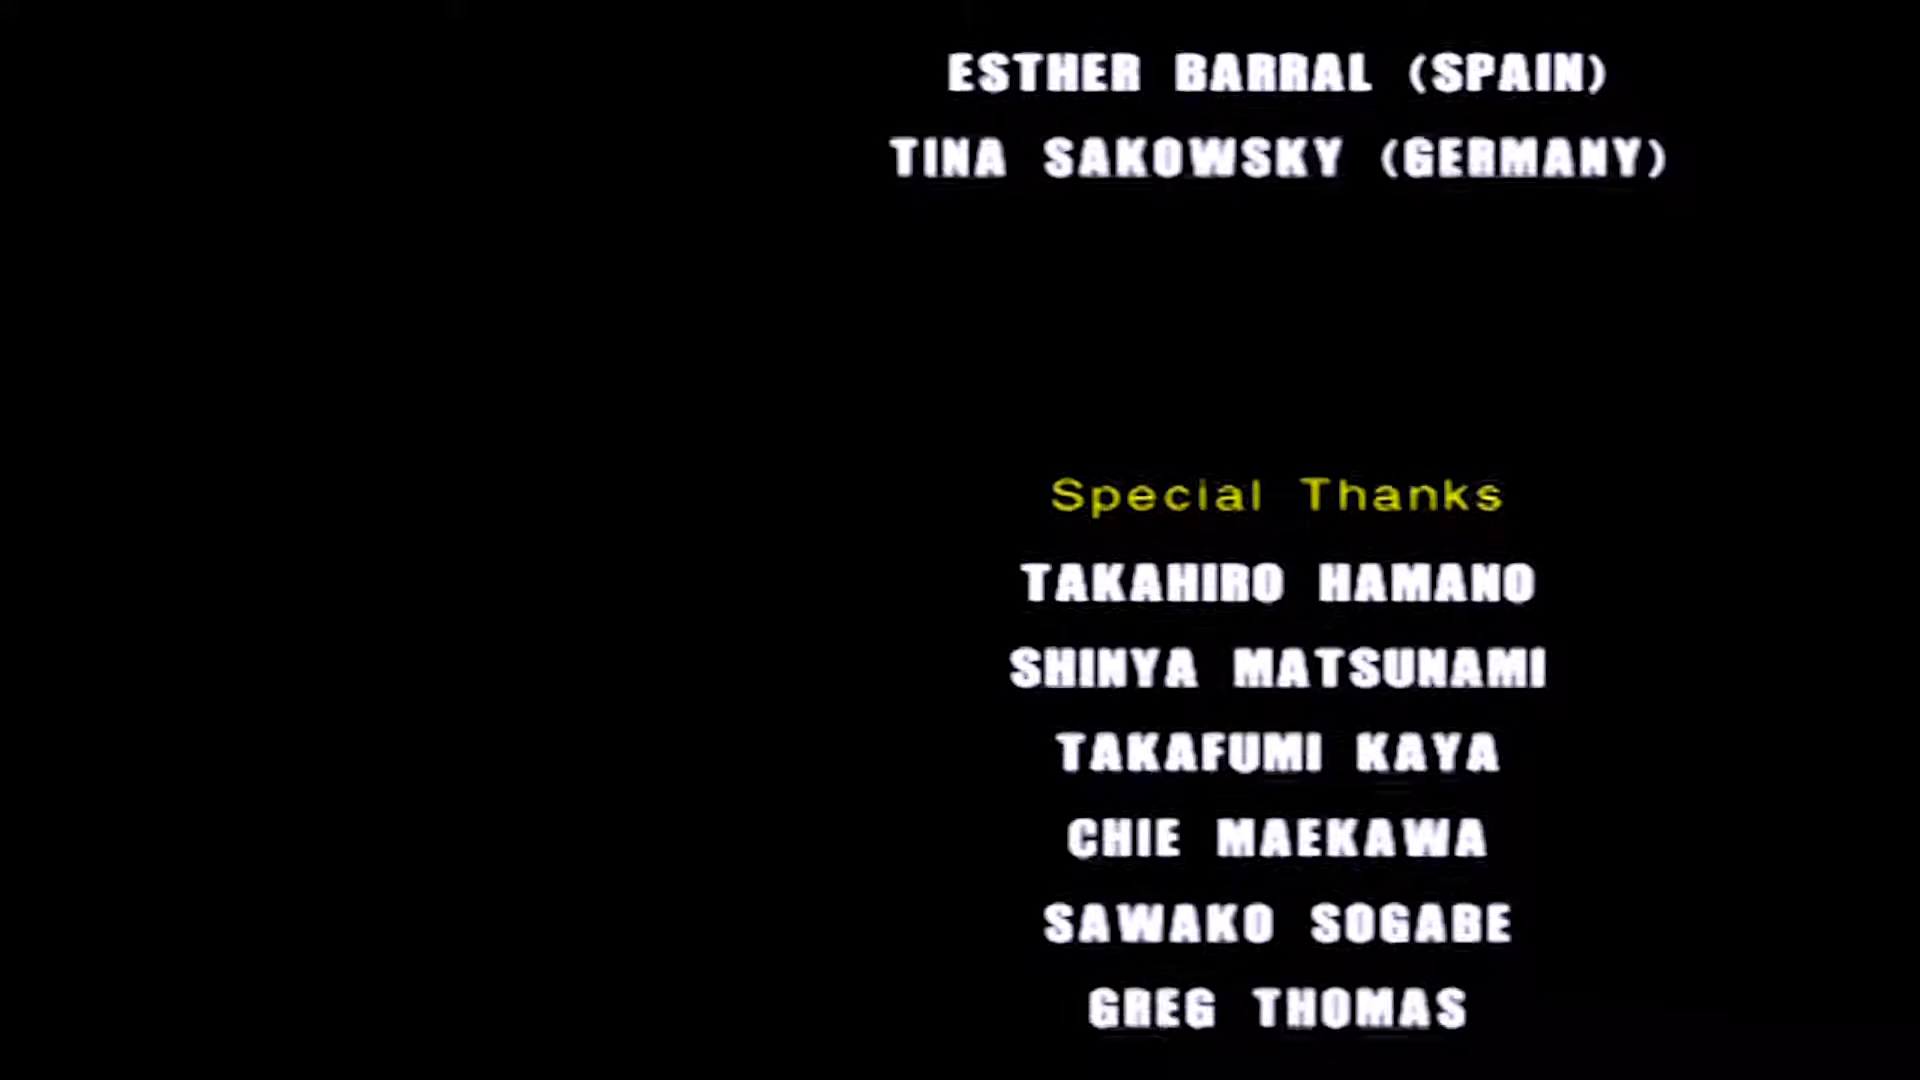 ESTHER BARRAL (SPAIN)
TINA SAKOWSKY (GERMANY)
Special Thanks
TAKAHIRO HAMANO
SHINYA MATSUNAMI
TAKAFUMI KAYA
CHIE MAEKAWA
SAWAKO SOGABE
GREG THOMAS